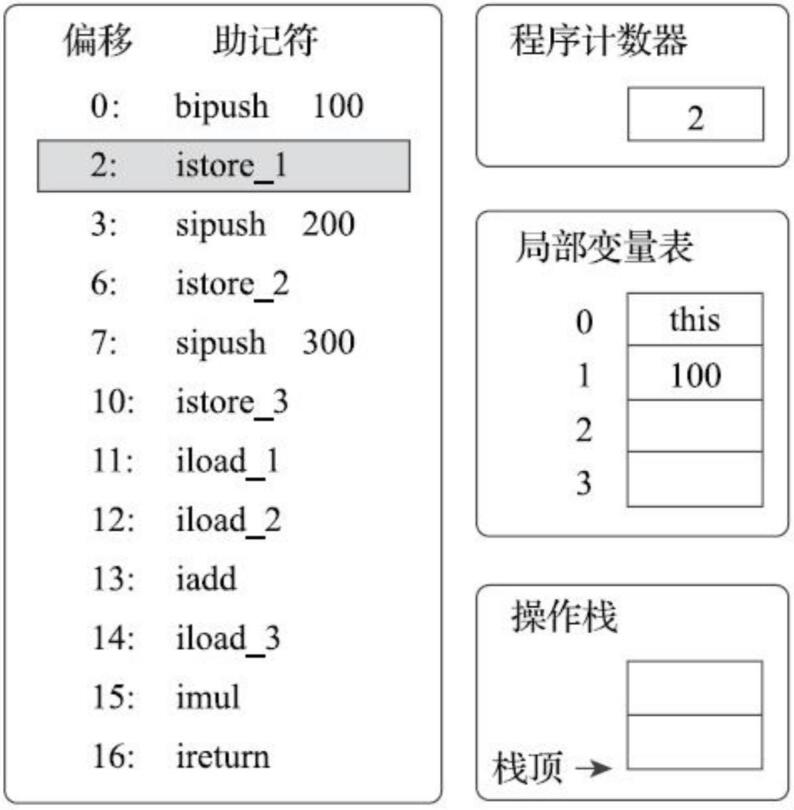 偏移 助记符
0: bipush 100
2: istore_1
3: sipush 200
6: istore_2
7: sipush 300
10: istore_3
11: iload_1
12: iload_2
13: iadd
14: iload_3
15: imul
16: ireturn
程序计数器
2
局部变量表
0 this
1 100
2
3
操作栈
栈顶